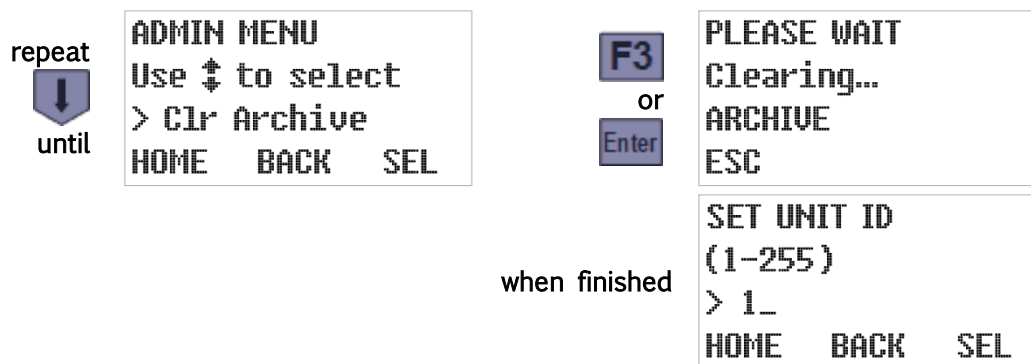 repeat
until
ADMIN MENU
Use ↕ to select
> Clr Archive
HOME BACK SEL
F3
or
Enter
PLEASE WAIT
Clearing...
ARCHIVE
ESC
when finished
SET UNIT ID
(1-255)
> 1_
HOME BACK SEL